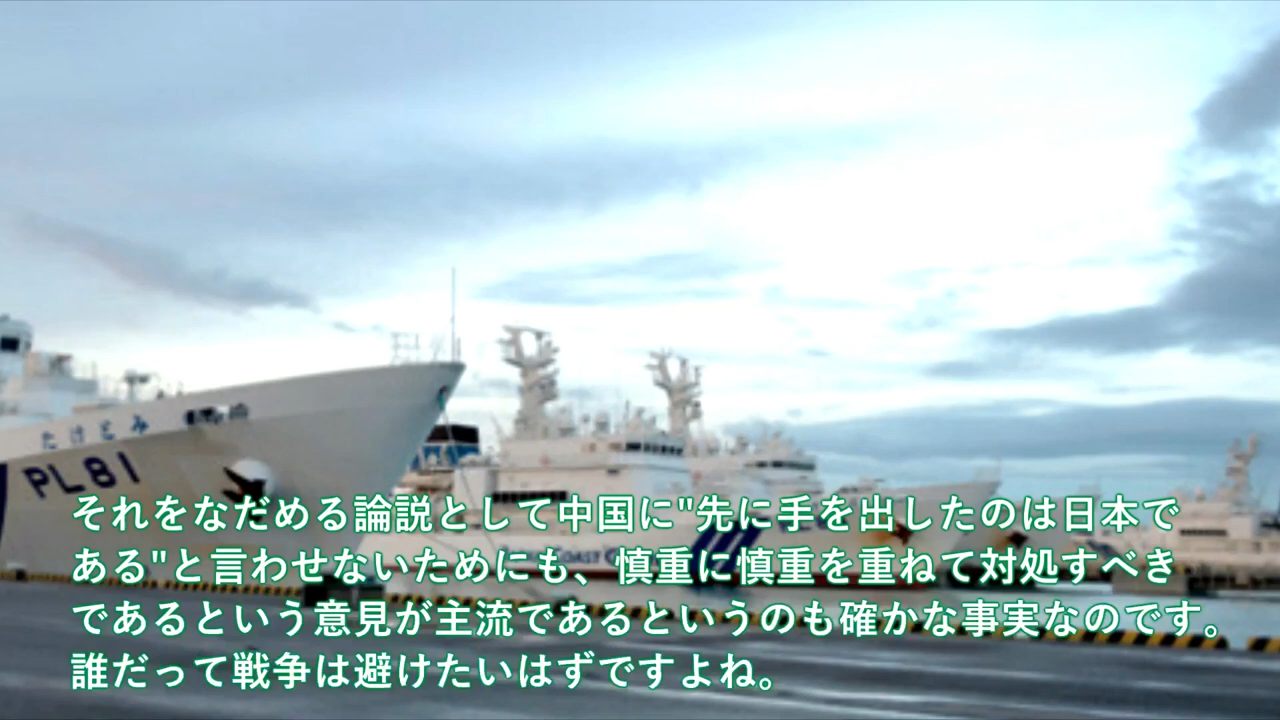 たけとみ
PL81
COAST G
それをなだめる論説として中国に"先に手を出したのは日本で
ある"と言わせないためにも、慎重に慎重を重ねて対処すべき
であるという意見が主流であるというのも確かな事実なのです。
誰だって戦争は避けたいはずですよね。